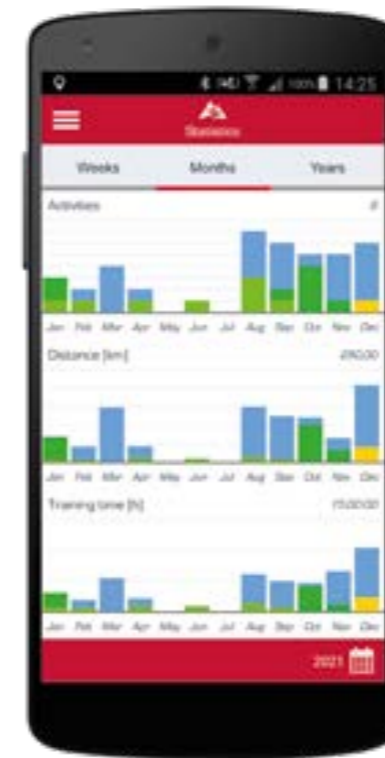 100% 14:25
Statistics
Weeks Months Years
Activities #
Jan Feb Mar Apr May Jun Jul Aug Sep Oct Nov Dec
Distance [km]
Jan Feb Mar Apr May Jun Jul Aug Sep Oct Nov Dec
Training time [h]
Jan Feb Mar Apr May Jun Jul Aug Sep Oct Nov Dec
2021